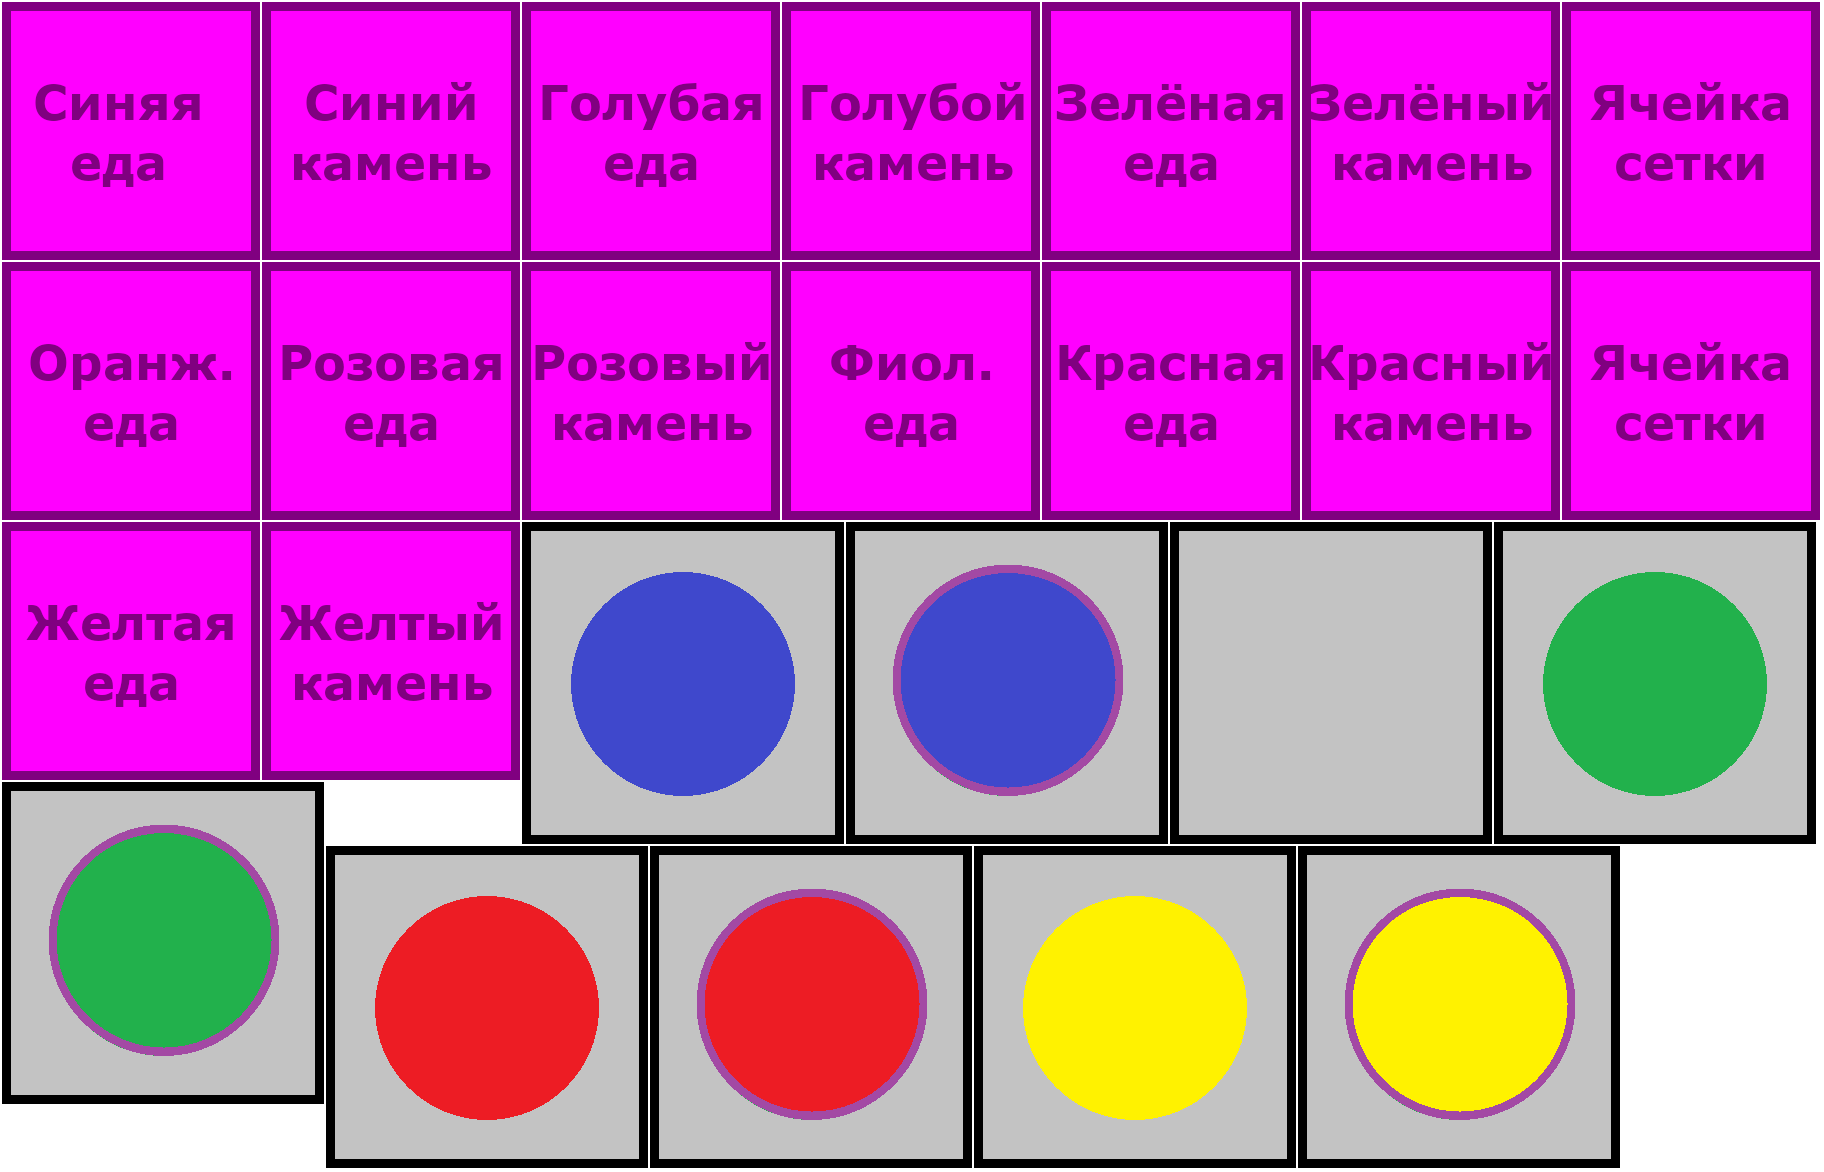 Синяя
еда
Синий
камень
Голубая
еда
Голубой
камень
Зелёная
еда
Зелёный
камень
Ячейка
сетки
Оранж.
еда
Розовая
еда
Розовый
камень
Фиол.
еда
Красная
еда
Красный
камень
Ячейка
сетки
Желтая
еда
Желтый
камень